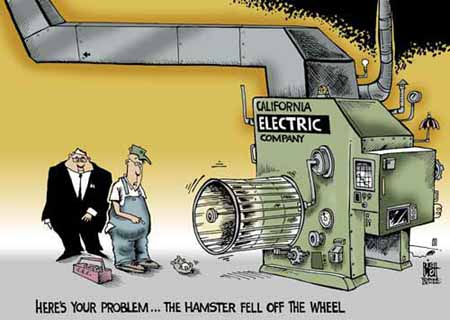 CALIFORNIA
ELECTRIC
COMPANY
HERE'S YOUR PROBLEM... THE HAMSTER FELL OFF THE WHEEL